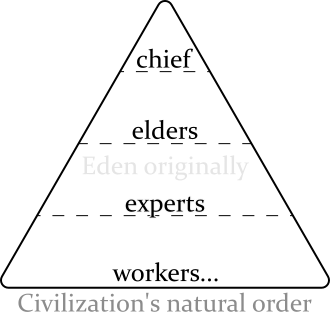 chief
elders
Eden originally
experts
workers...
Civilization's natural order